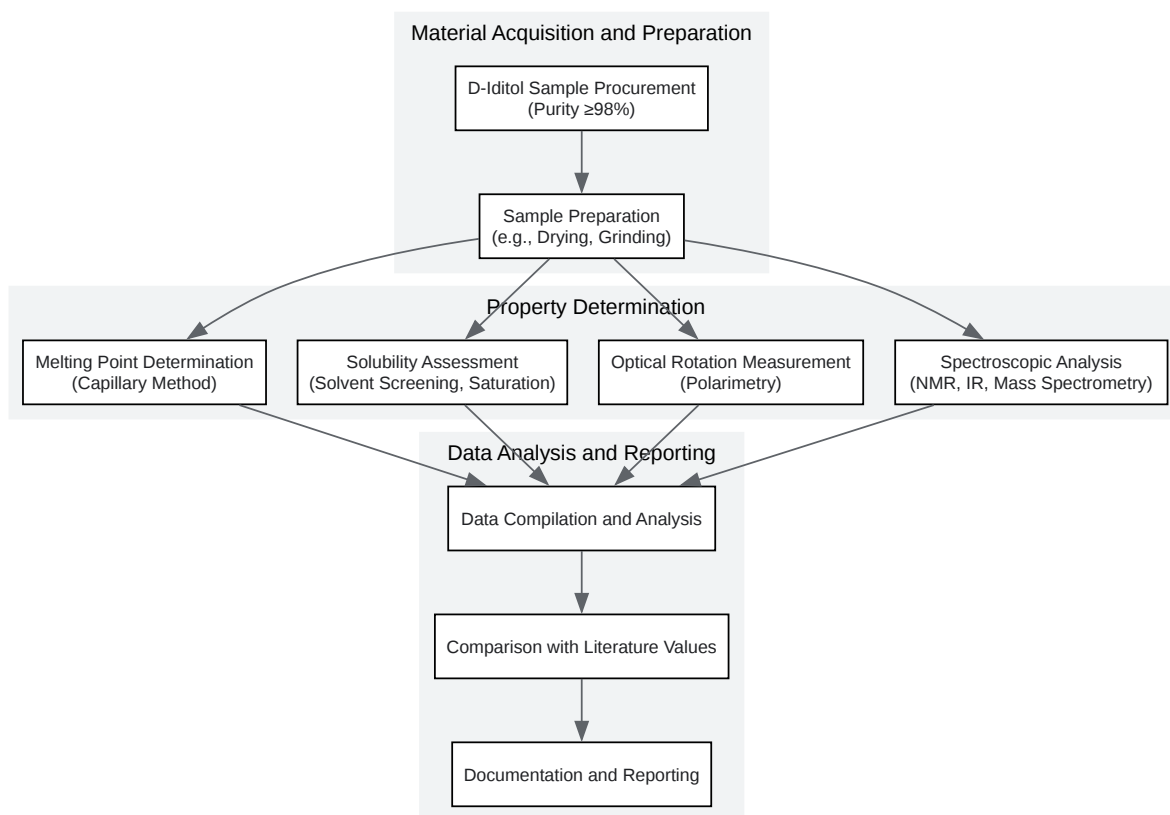 Material Acquisition and Preparation
D-Iditol Sample Procurement
(Purity ≥98%)
Sample Preparation
(e.g., Drying, Grinding)
Property Determination
Melting Point Determination
(Capillary Method)
Solubility Assessment
(Solvent Screening, Saturation)
Optical Rotation Measurement
(Polarimetry)
Spectroscopic Analysis
(NMR, IR, Mass Spectrometry)
Data Analysis and Reporting
Data Compilation and Analysis
Comparison with Literature Values
Documentation and Reporting